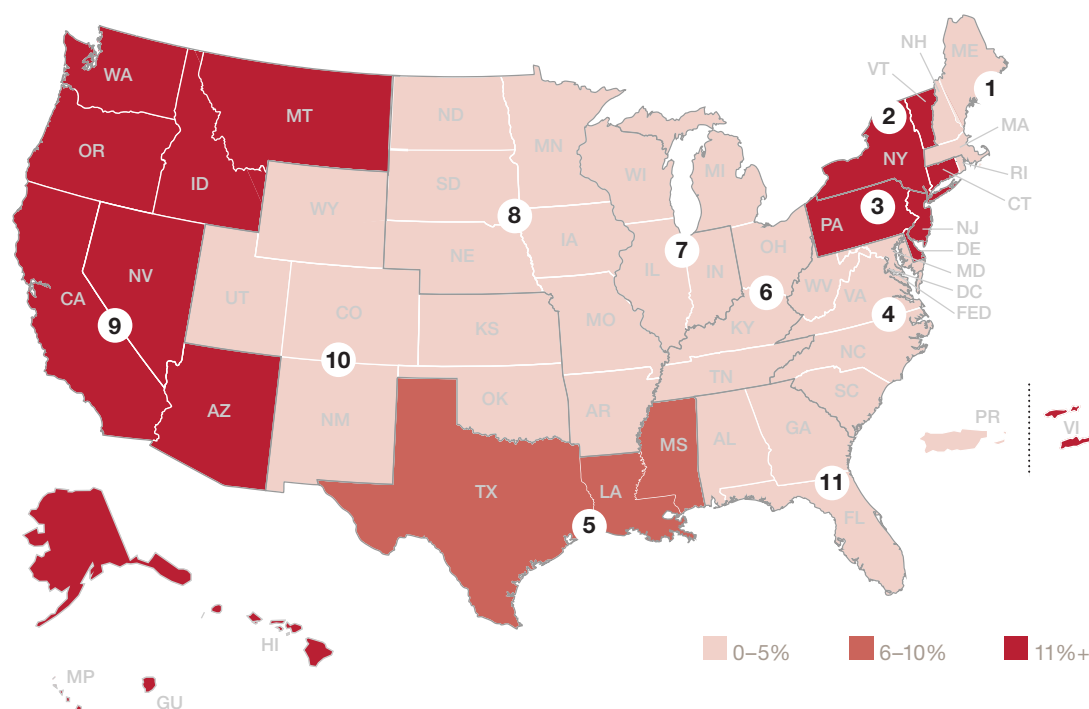 NH
ME
WA
VT
1
MT
ND
2
MA
MN
OR
NY
WI
MI
RI
ID
SD
3
CT
WY
8
PA
NJ
IA
7
OH
DE
NE
IL
IN
MD
NV
6
WV
VA
DC
CA
UT
CO
4
FED
9
MO
KY
KS
10
NC
TN
SC
AZ
OK
AR
NM
PR
GA
VI
MS
AL
11
TX
LA
5
FL
HI
0–5%
6–10%
11%+
MP
GU